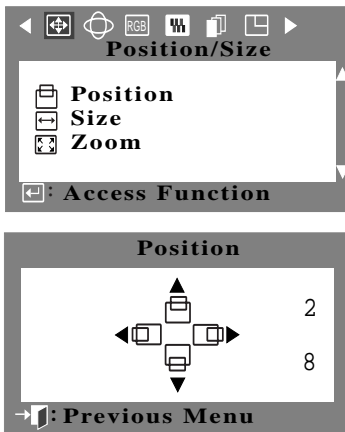 RGB
Position/Size
Position
Size
Zoom
: Access Function
Position
2
8
: Previous Menu